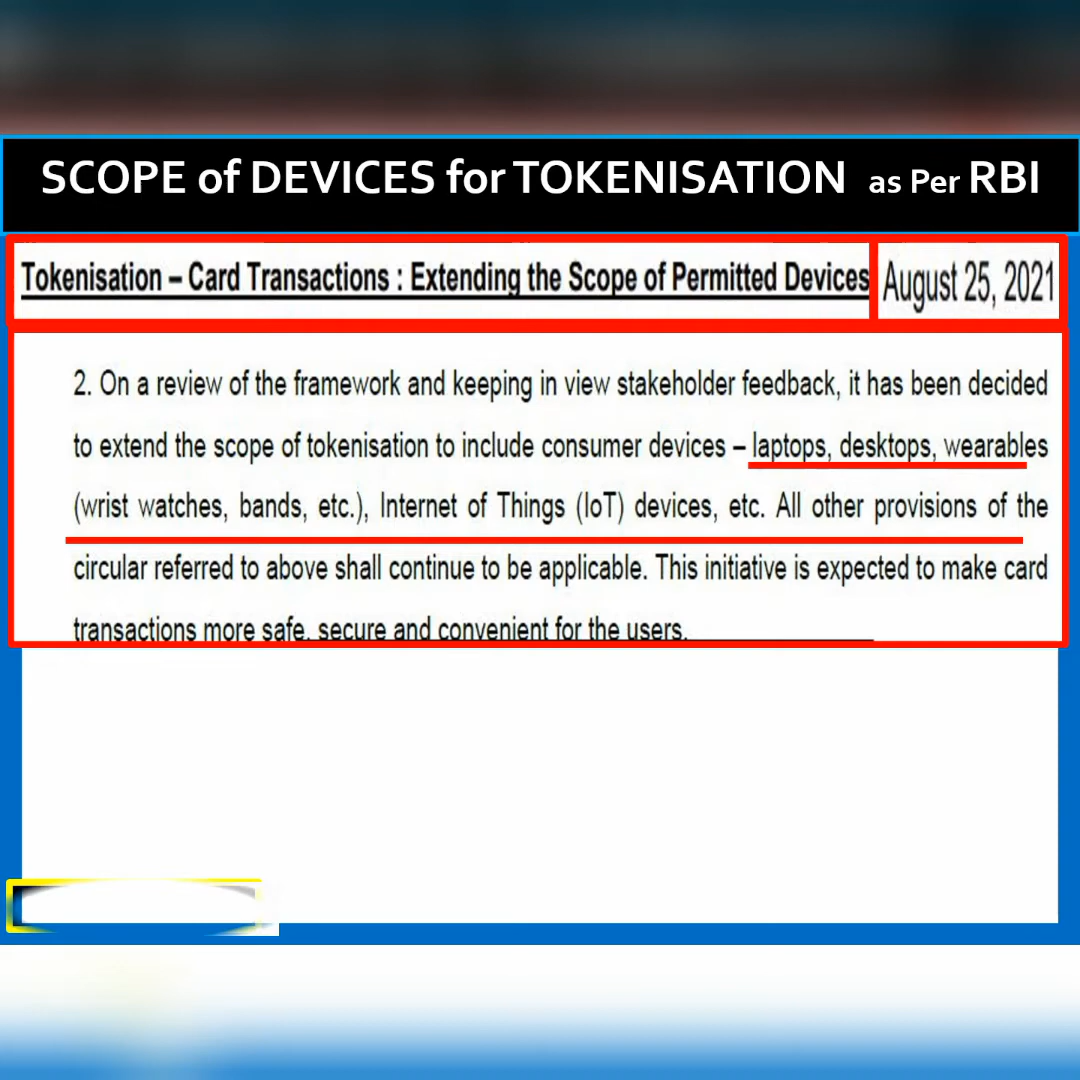 SCOPE of DEVICES for TOKENISATION as Per RBI
Tokenisation – Card Transactions : Extending the Scope of Permitted Devices
August 25, 2021
2. On a review of the framework and keeping in view stakeholder feedback, it has been decided
to extend the scope of tokenisation to include consumer devices – laptops, desktops, wearables
(wrist watches, bands, etc.), Internet of Things (IoT) devices, etc. All other provisions of the
circular referred to above shall continue to be applicable. This initiative is expected to make card
transactions more safe, secure and convenient for the users.